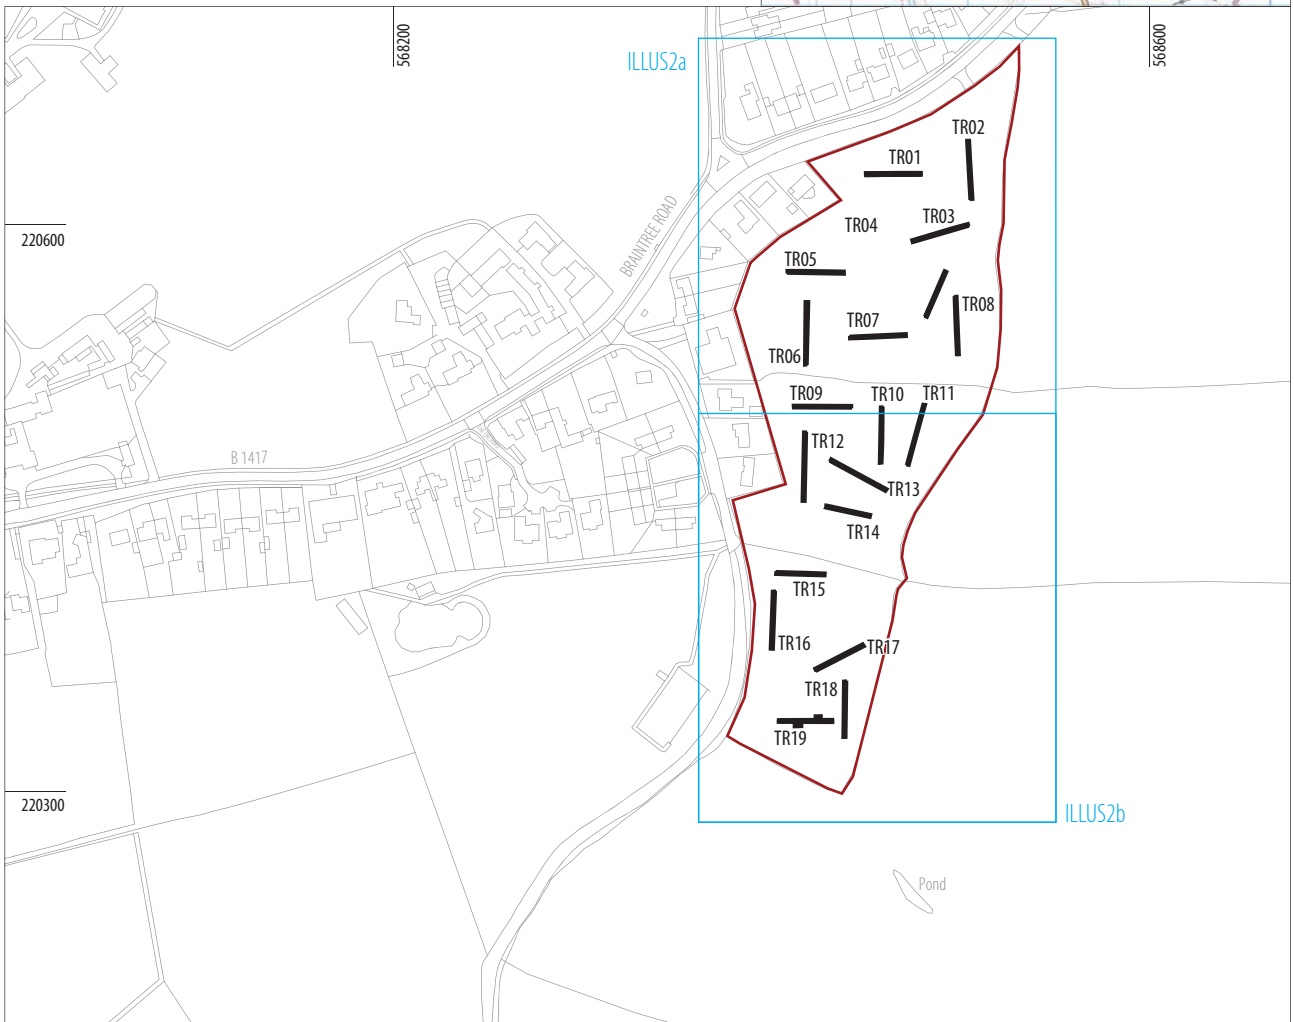 568200
568600
ILLUS2a
TR02
TR01
BRAINTREE ROAD
TR03
TR04
220600
TR05
TR08
TR07
TR06
TR09
TR10
TR11
TR12
B 1417
TR13
TR14
TR15
TR16
TR17
TR18
TR19
220300
ILLUS2b
Pond